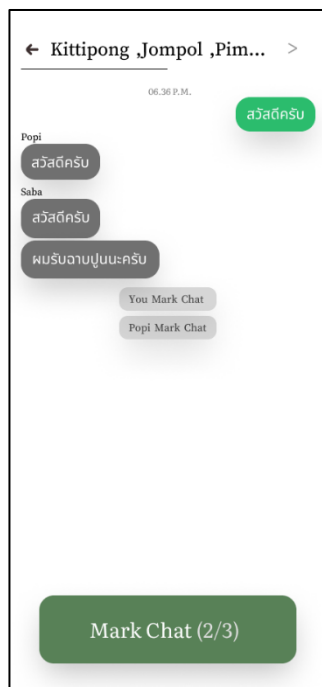 ← Kittipong ,Jompol ,Pim... >
06.36 P.M.
สวัสดีครับ
Popi
สวัสดีครับ
Saba
สวัสดีครับ
ผมรับฉาบปูนนะครับ
You Mark Chat
Popi Mark Chat
Mark Chat (2/3)